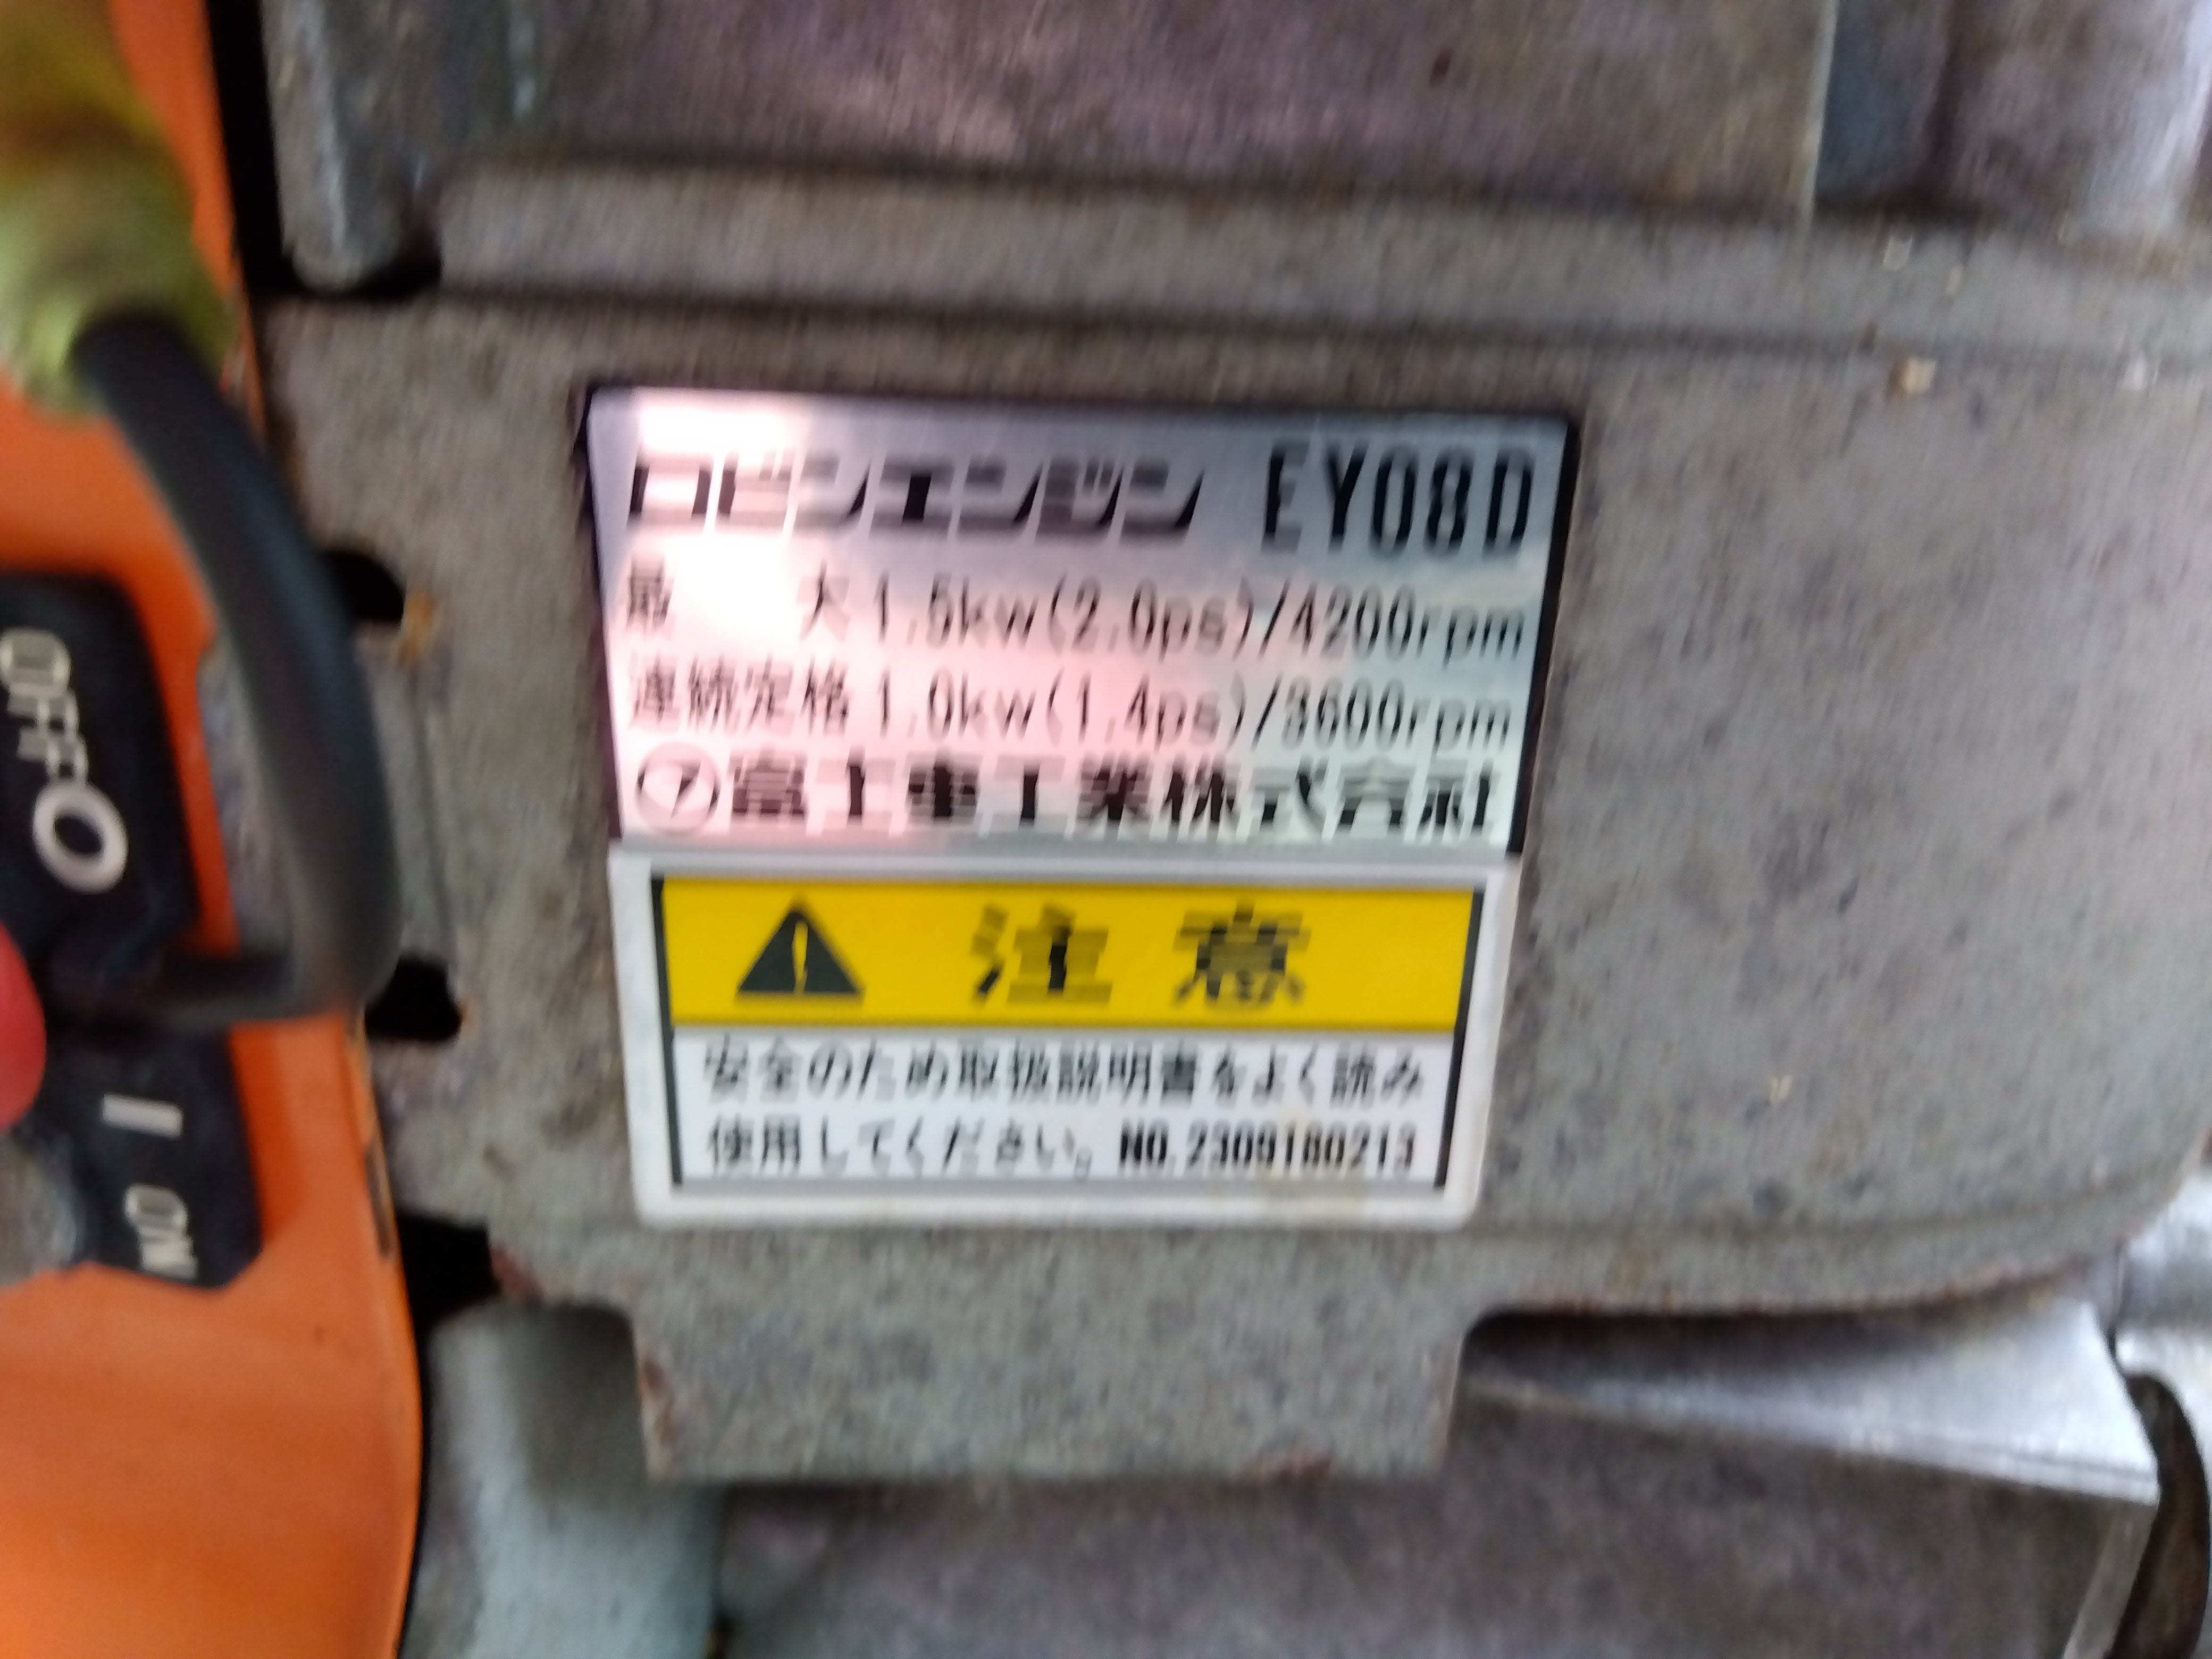 ロビンエンジン EY08D
最 大 1.5kw(2.0ps)/4200rpm
連続定格 1.0kw(1.4ps)/3600rpm
富士重工業株式会社
注意
安全のため取扱説明書をよく読み
使用してください。 NO.2309180213
OFF
ON